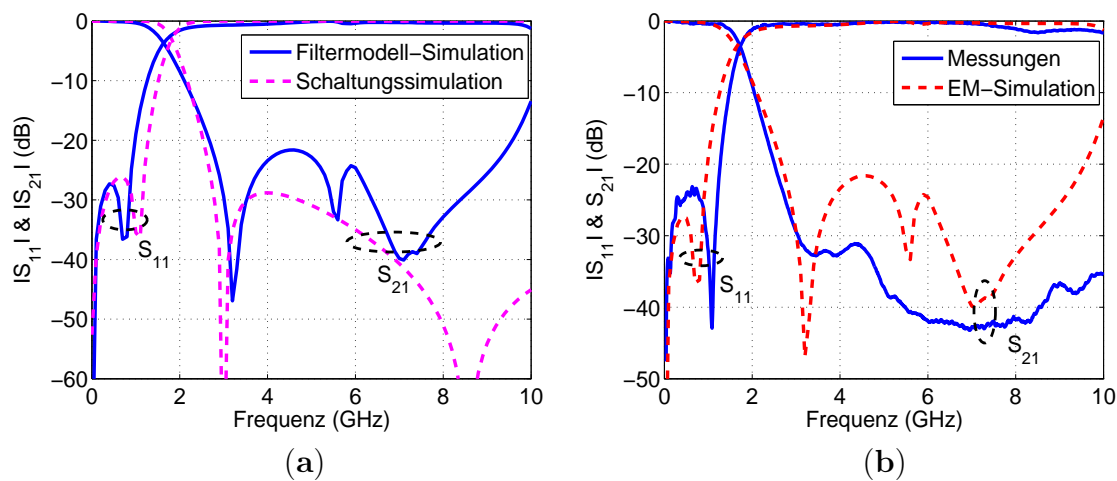 0
−10
−20
−30
−40
−50
−60
0
2
4
6
8
10
IS11I & IS21I (dB)
Frequenz (GHz)
Filtermodell−Simulation
Schaltungssimulation
S11
S21
(a)
0
−10
−20
−30
−40
−50
0
2
4
6
8
10
IS11I & S21I (dB)
Frequenz (GHz)
Messungen
EM−Simulation
S11
S21
(b)